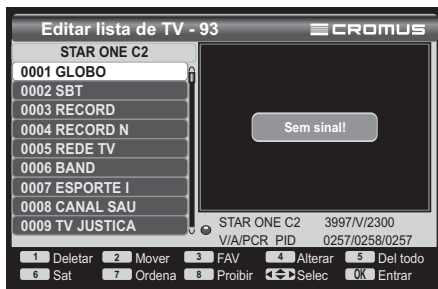 Editar lista de TV - 93 CROMUS
STAR ONE C2
0001 GLOBO
0002 SBT
0003 RECORD
0004 RECORD N
0005 REDE TV
0006 BAND
0007 ESPORTE I
0008 CANAL SAU
0009 TV JUSTICA
Sem sinal!
STAR ONE C2 3997/V/2300
V/A/PCR PID 0257/0258/0257
1 Deletar 2 Mover 3 FAV 4 Alterar 5 Del todo
6 Sat 7 Ordena 8 Proibir Selec OK Entrar